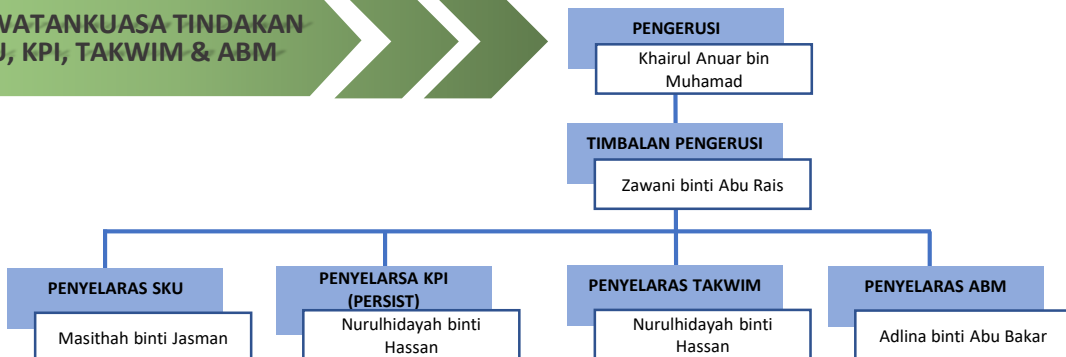 WATANKUASA TINDAKAN
U, KPI, TAKWIM & ABM
PENGERUSI
Khairul Anuar bin
Muhamad
TIMBALAN PENGERUSI
Zawani binti Abu Rais
PENYELARAS SKU
Masithah binti Jasman
PENYELARSA KPI
(PERSIST)
Nurulhidayah binti
Hassan
PENYELARAS TAKWIM
Nurulhidayah binti
Hassan
PENYELARAS ABM
Adlina binti Abu Bakar